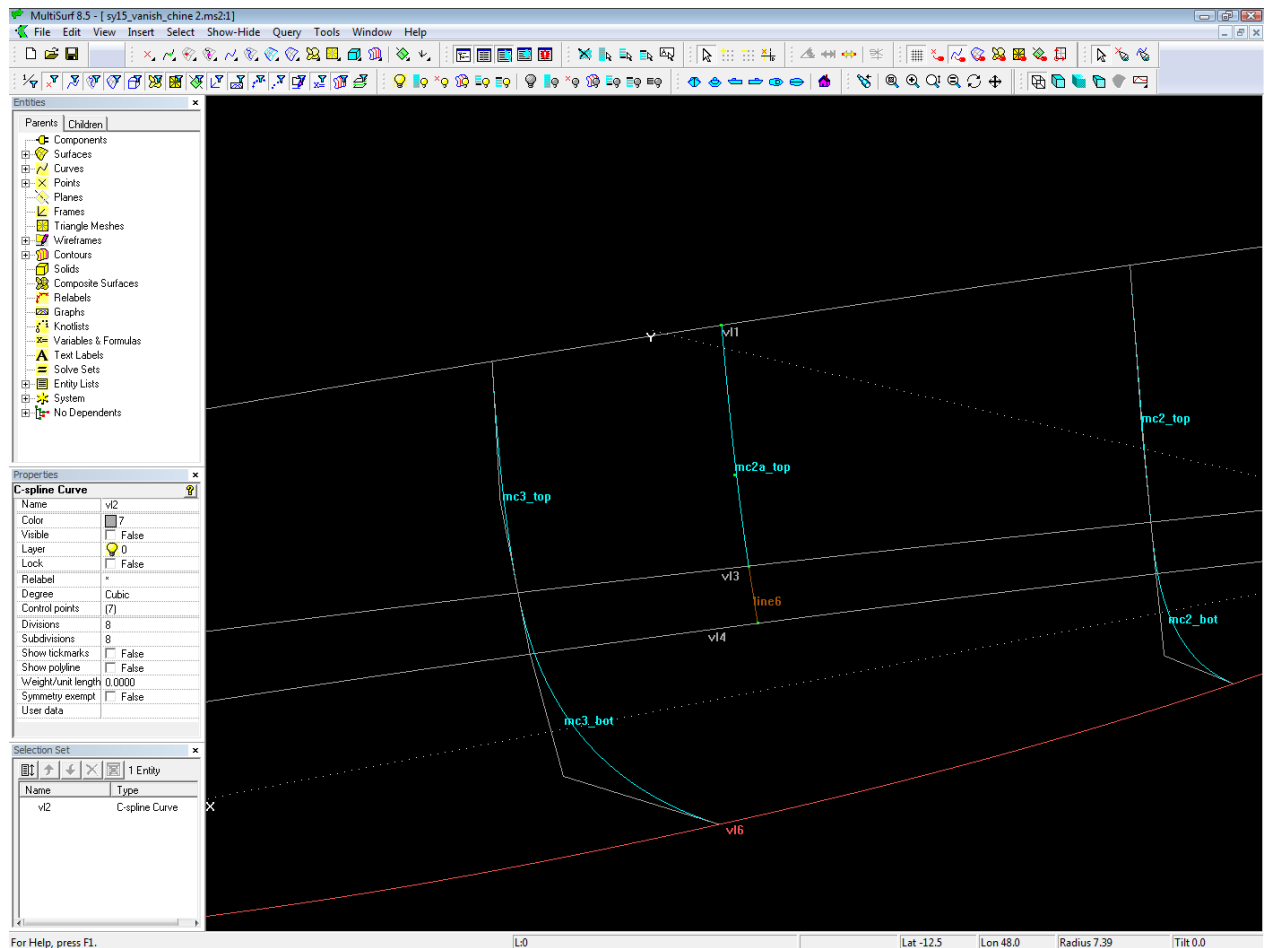 MultiSurf 8.5 - [ sy15_vanish_chine 2.ms2:1]
File Edit View Insert Select Show-Hide Query Tools Window Help
Entities
Parents Children
Components
Surfaces
Curves
Points
Planes
Frames
Triangle Meshes
Wireframes
Contours
Solids
Composite Surfaces
Relabels
Graphs
Knotlists
Variables & Formulas
Text Labels
Solve Sets
Entity Lists
System
No Dependents
Properties
C-spline Curve
Name vl2
Color 7
Visible False
Layer 0
Lock False
Relabel *
Degree Cubic
Control points (7)
Divisions 8
Subdivisions 8
Show tickmarks False
Show polyline False
Weight/unit length 0.0000
Symmetry exempt False
User data
Selection Set
1 Entity
Name Type
vl2 C-spline Curve
Y
vl1
mc2_top
mc2a_top
mc3_top
vl3
line6
mc2_bot
vl4
mc3_bot
X
vl6
For Help, press F1. L:0 Lat -12.5 Lon 48.0 Radius 7.39 Tilt 0.0